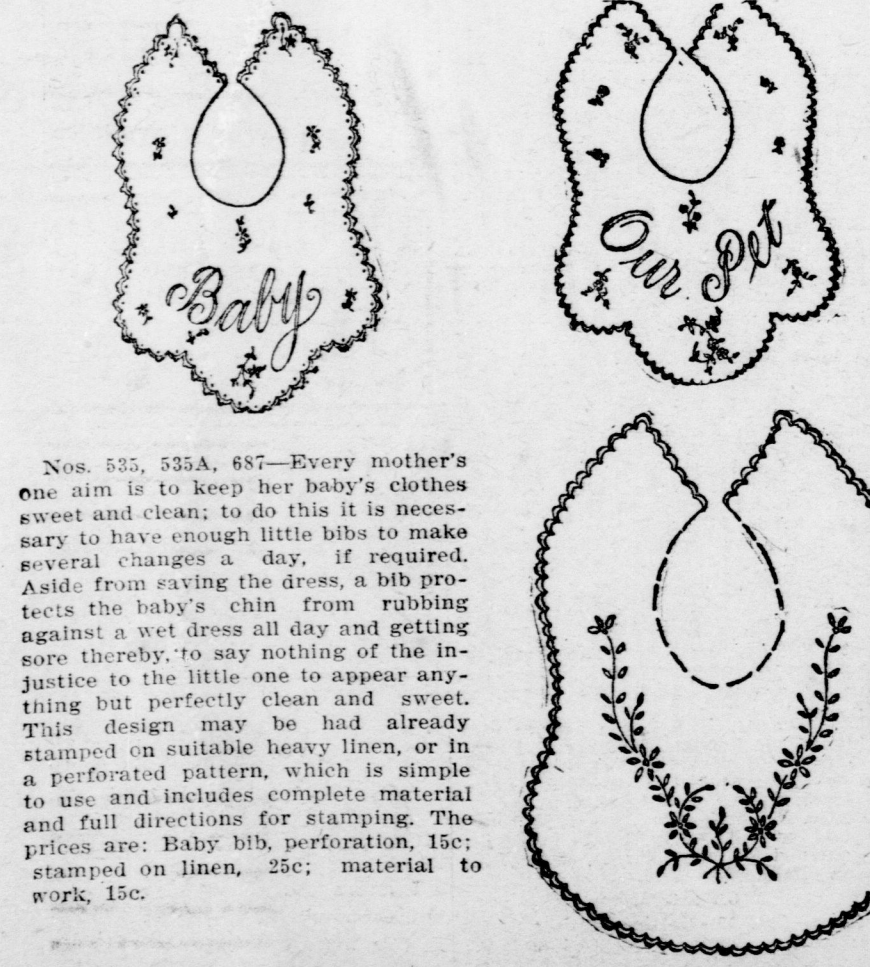 Baby
Our Pet
Nos. 535, 535A, 687—Every mother's
one aim is to keep her baby's clothes
sweet and clean; to do this it is neces-
sary to have enough little bibs to make
several changes a day, if required.
Aside from saving the dress, a bib pro-
tects the baby's chin from rubbing
against a wet dress all day and getting
sore thereby, to say nothing of the in-
justice to the little one to appear any-
thing but perfectly clean and sweet.
This design may be had already
stamped on suitable heavy linen, or in
a perforated pattern, which is simple
to use and includes complete material
and full directions for stamping. The
prices are: Baby bib, perforation, 15c;
stamped on linen, 25c; material to
work, 15c.